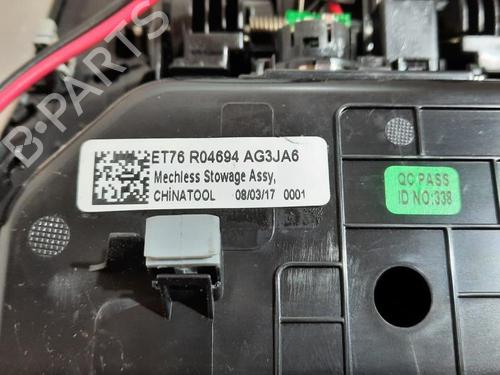 B-PARTS
ET76 R04694 AG3JA6
Mechless Stowage Assy,
CHINATOOL 08/03/17 0001
QC PASS
ID NO:338